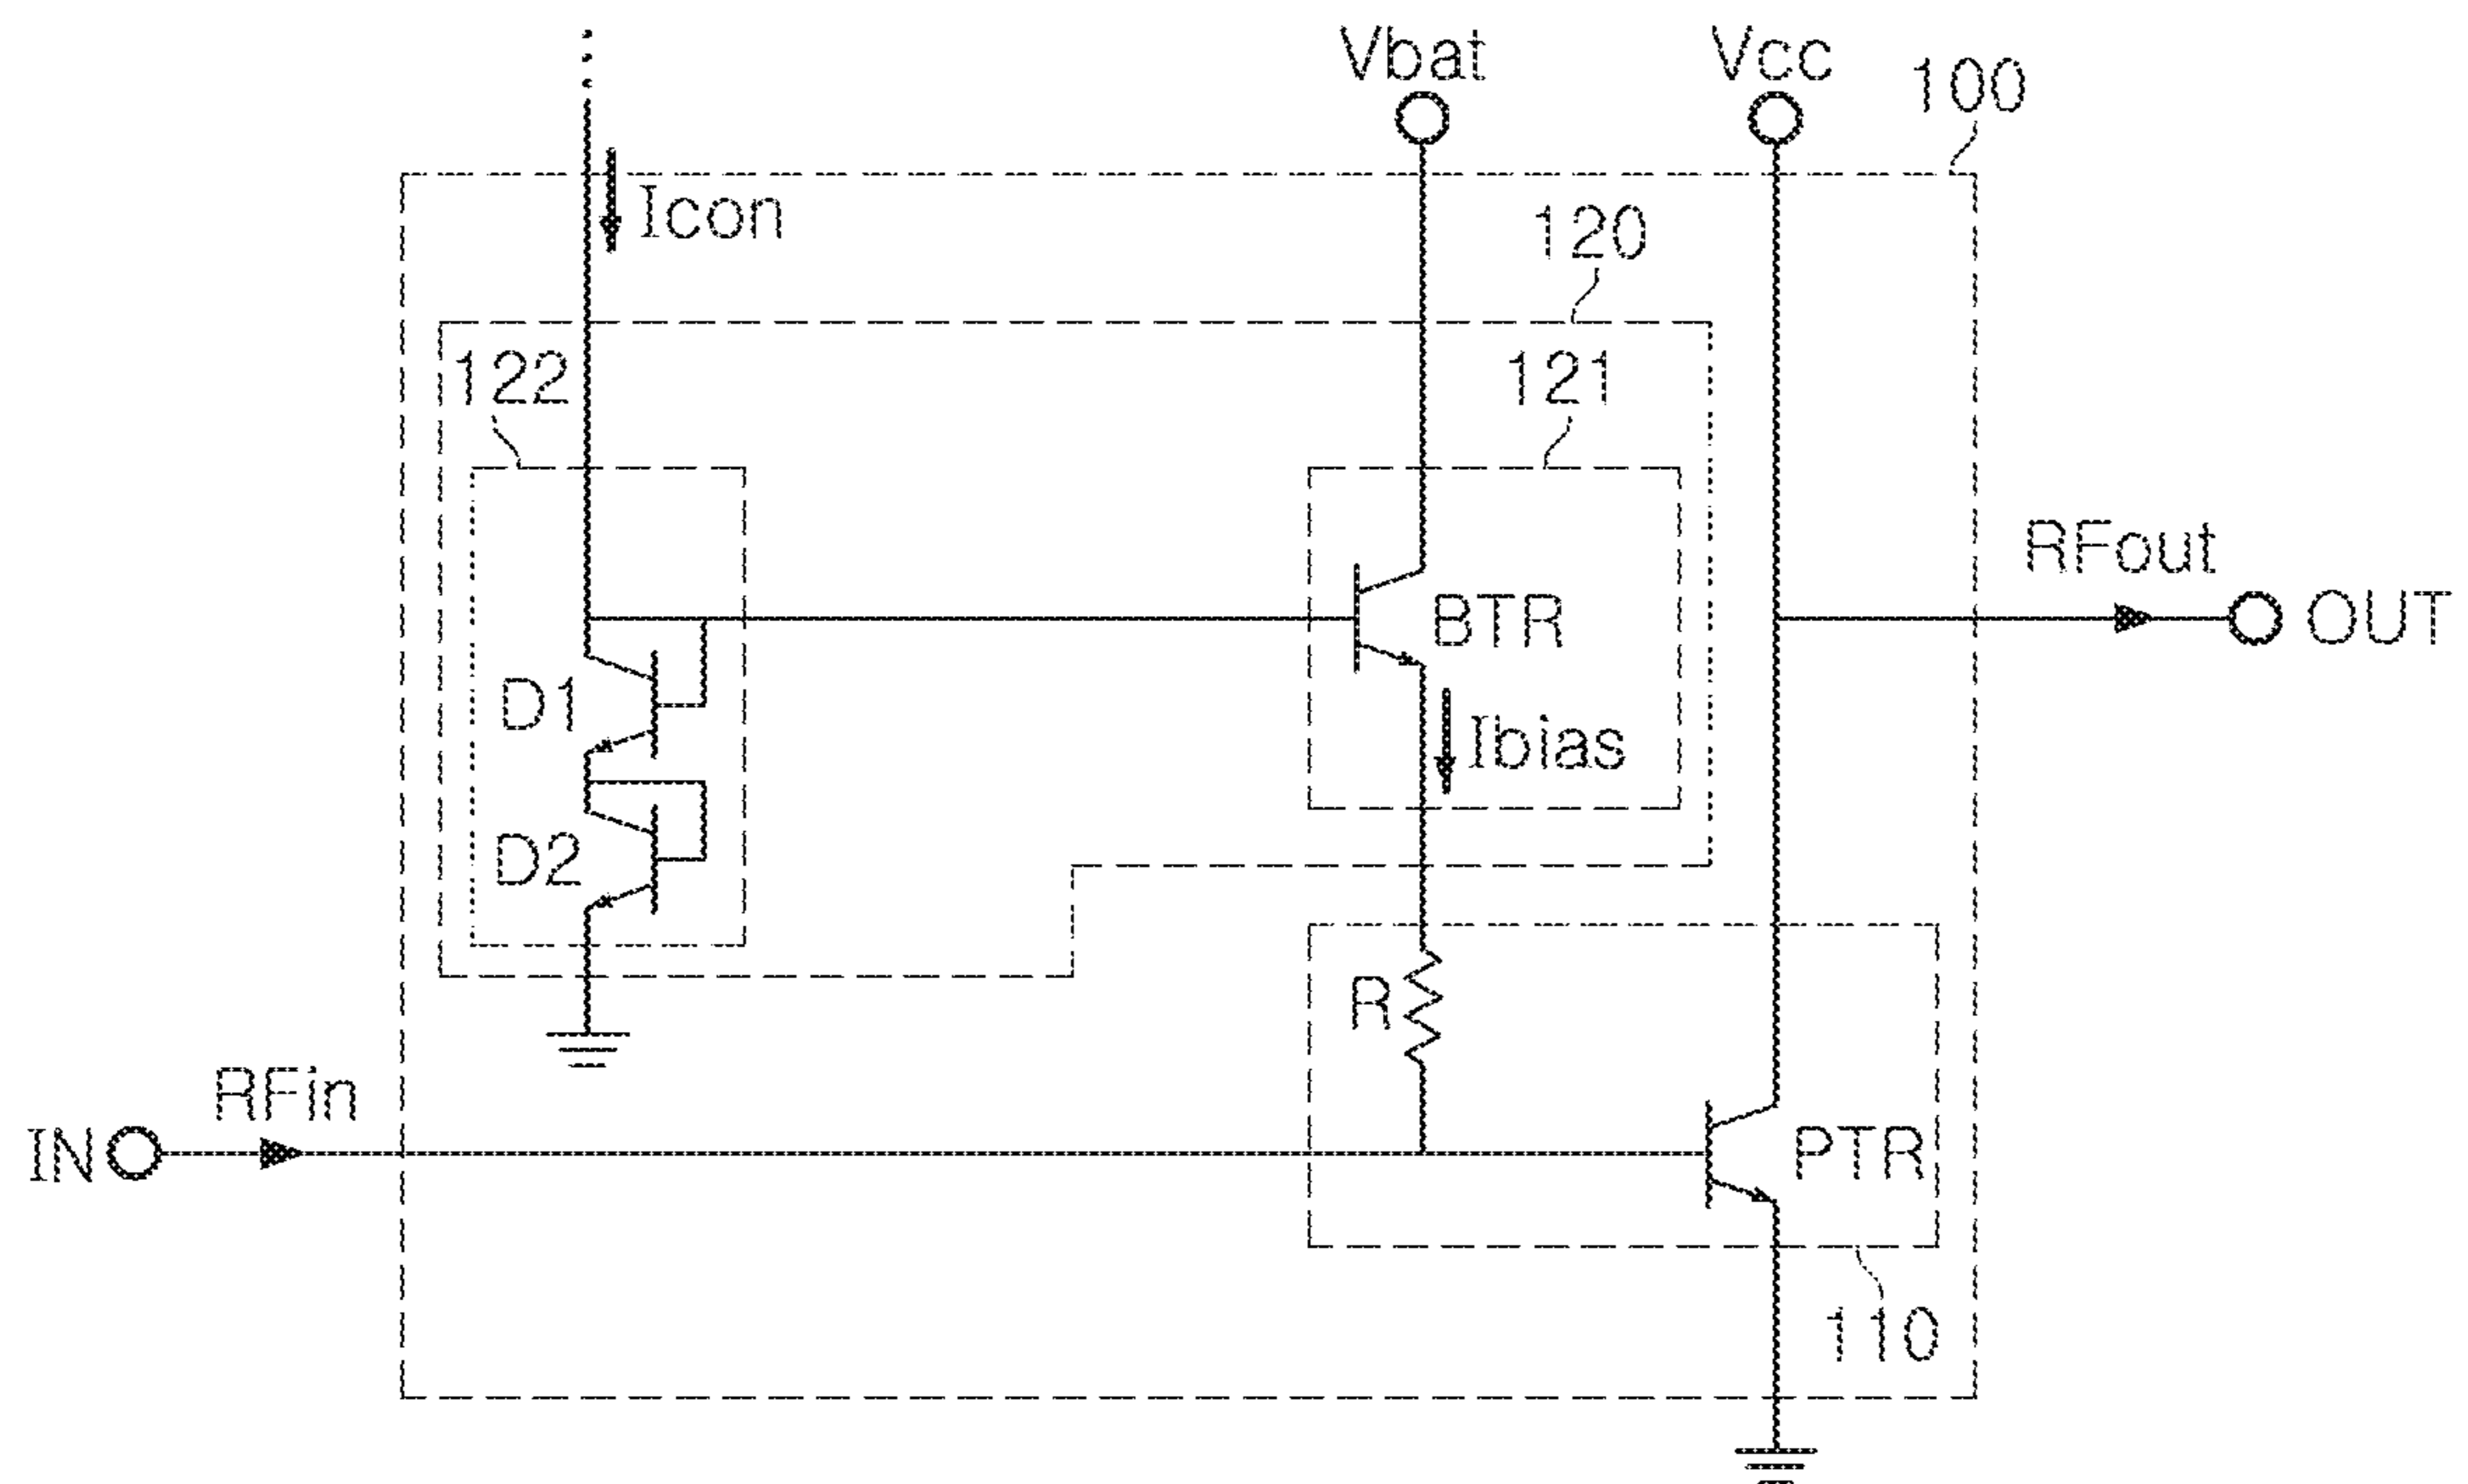 Vbat
Vcc
100
Icon
120
122
121
RFout
BTR
OUT
D1
Ibias
D2
R
RFin
IN
PTR
110